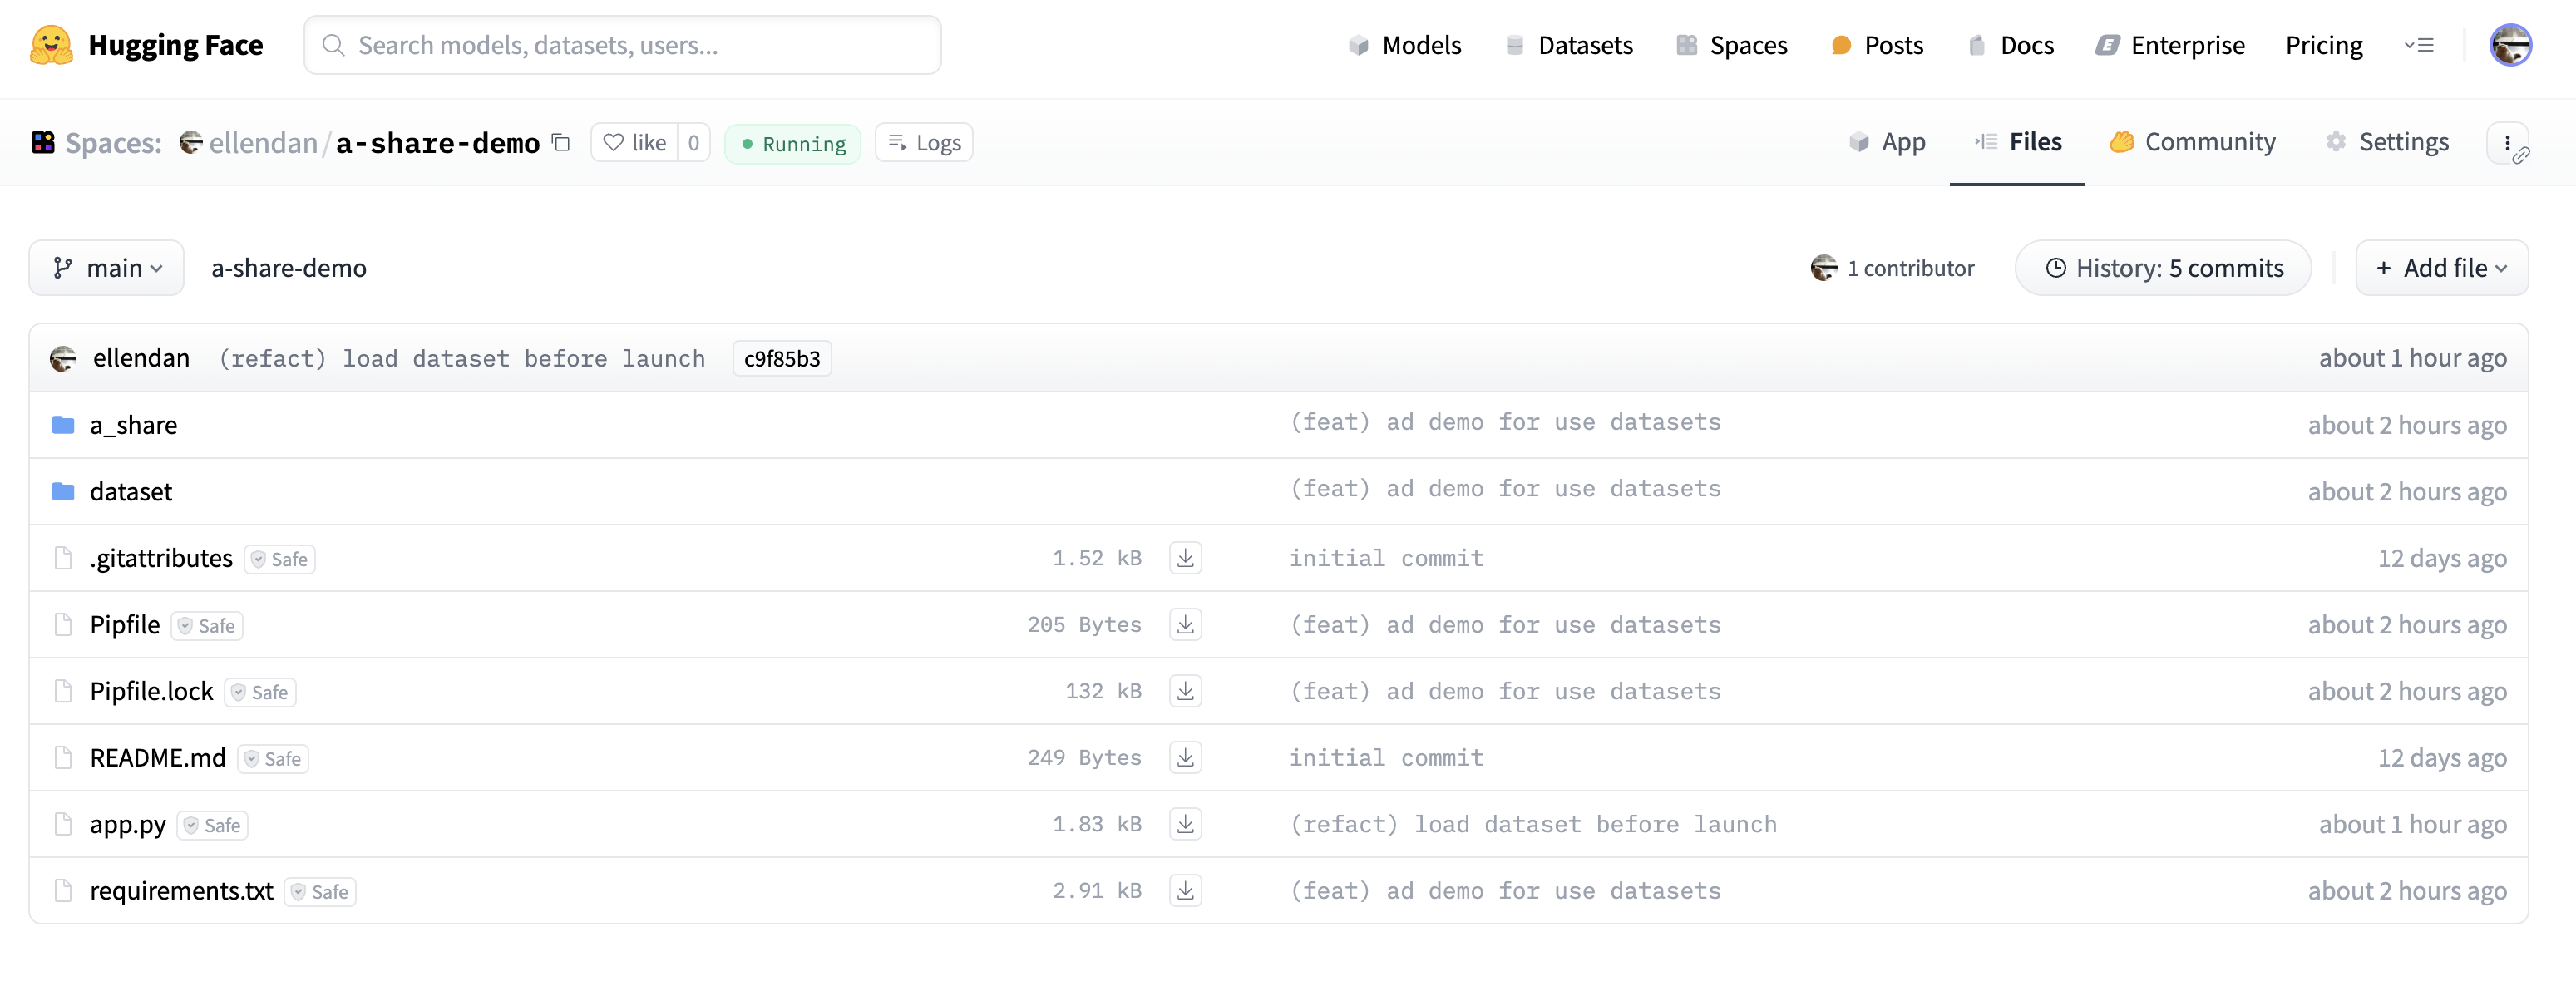 Hugging Face Search models, datasets, users... Models Datasets Spaces Posts Docs Enterprise Pricing
Spaces: ellendan/a-share-demo like 0 Running Logs App Files Community Settings
main a-share-demo 1 contributor History: 5 commits + Add file
ellendan (refact) load dataset before launch c9f85b3 about 1 hour ago
a_share (feat) ad demo for use datasets about 2 hours ago
dataset (feat) ad demo for use datasets about 2 hours ago
.gitattributes Safe 1.52 kB initial commit 12 days ago
Pipfile Safe 205 Bytes (feat) ad demo for use datasets about 2 hours ago
Pipfile.lock Safe 132 kB (feat) ad demo for use datasets about 2 hours ago
README.md Safe 249 Bytes initial commit 12 days ago
app.py Safe 1.83 kB (refact) load dataset before launch about 1 hour ago
requirements.txt Safe 2.91 kB (feat) ad demo for use datasets about 2 hours ago